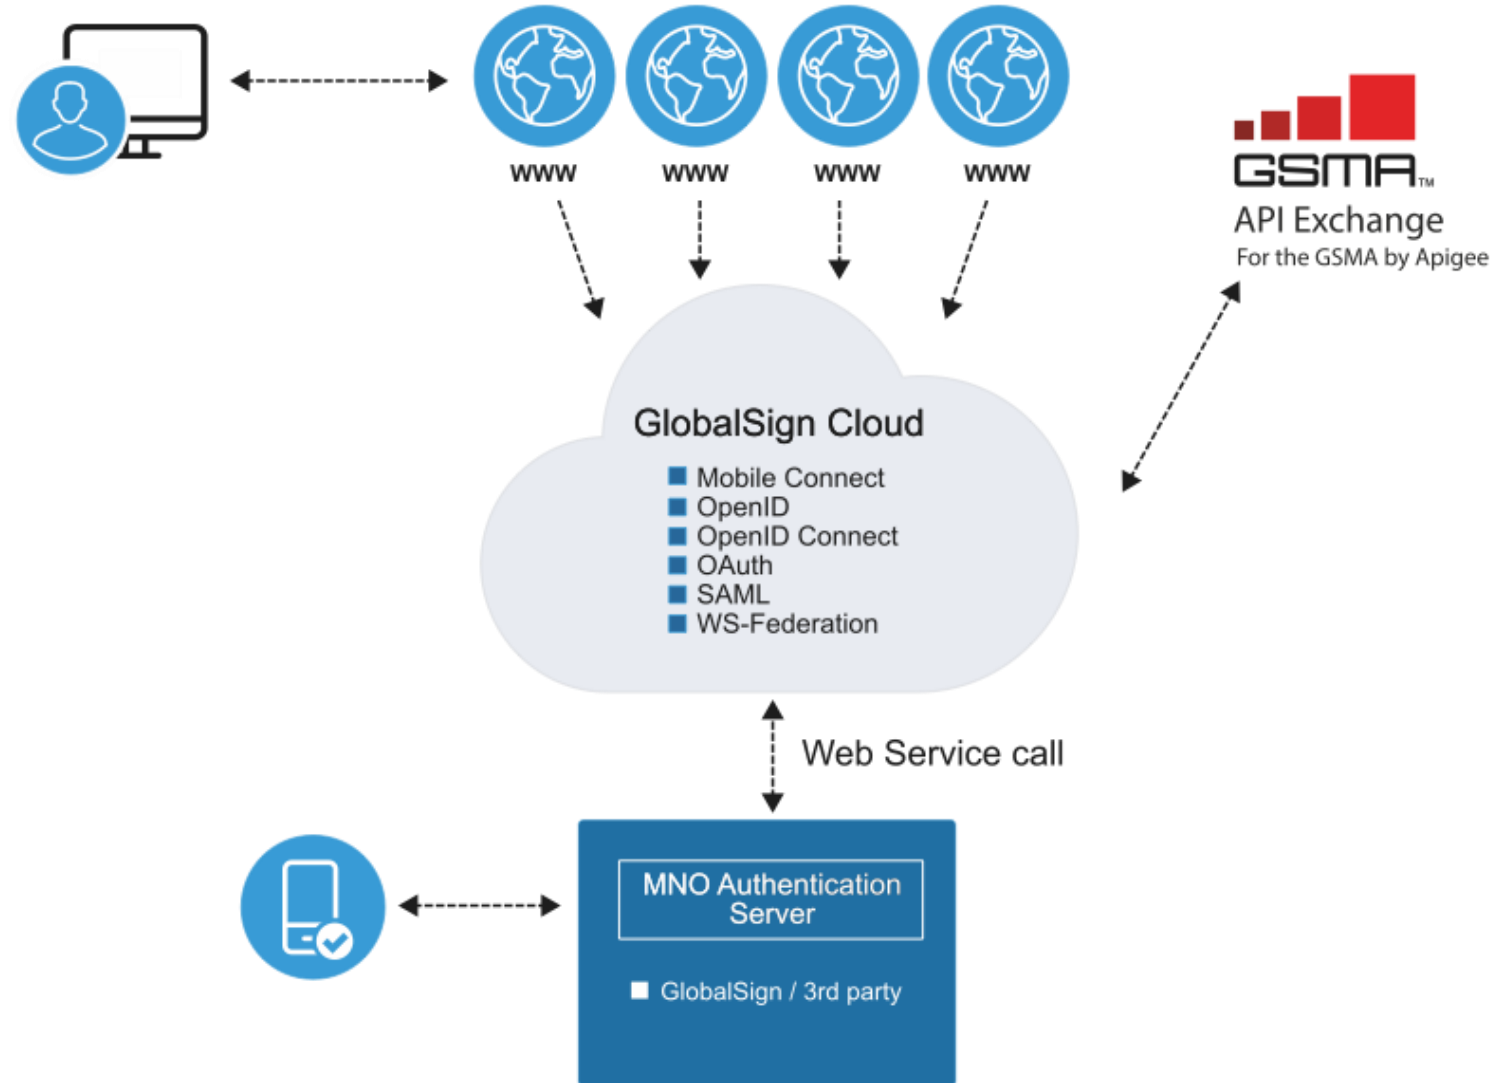 www
www
www
www
GSMA™
API Exchange
For the GSMA by Apigee
GlobalSign Cloud
Mobile Connect
OpenID
OpenID Connect
OAuth
SAML
WS-Federation
Web Service call
MNO Authentication
Server
GlobalSign / 3rd party